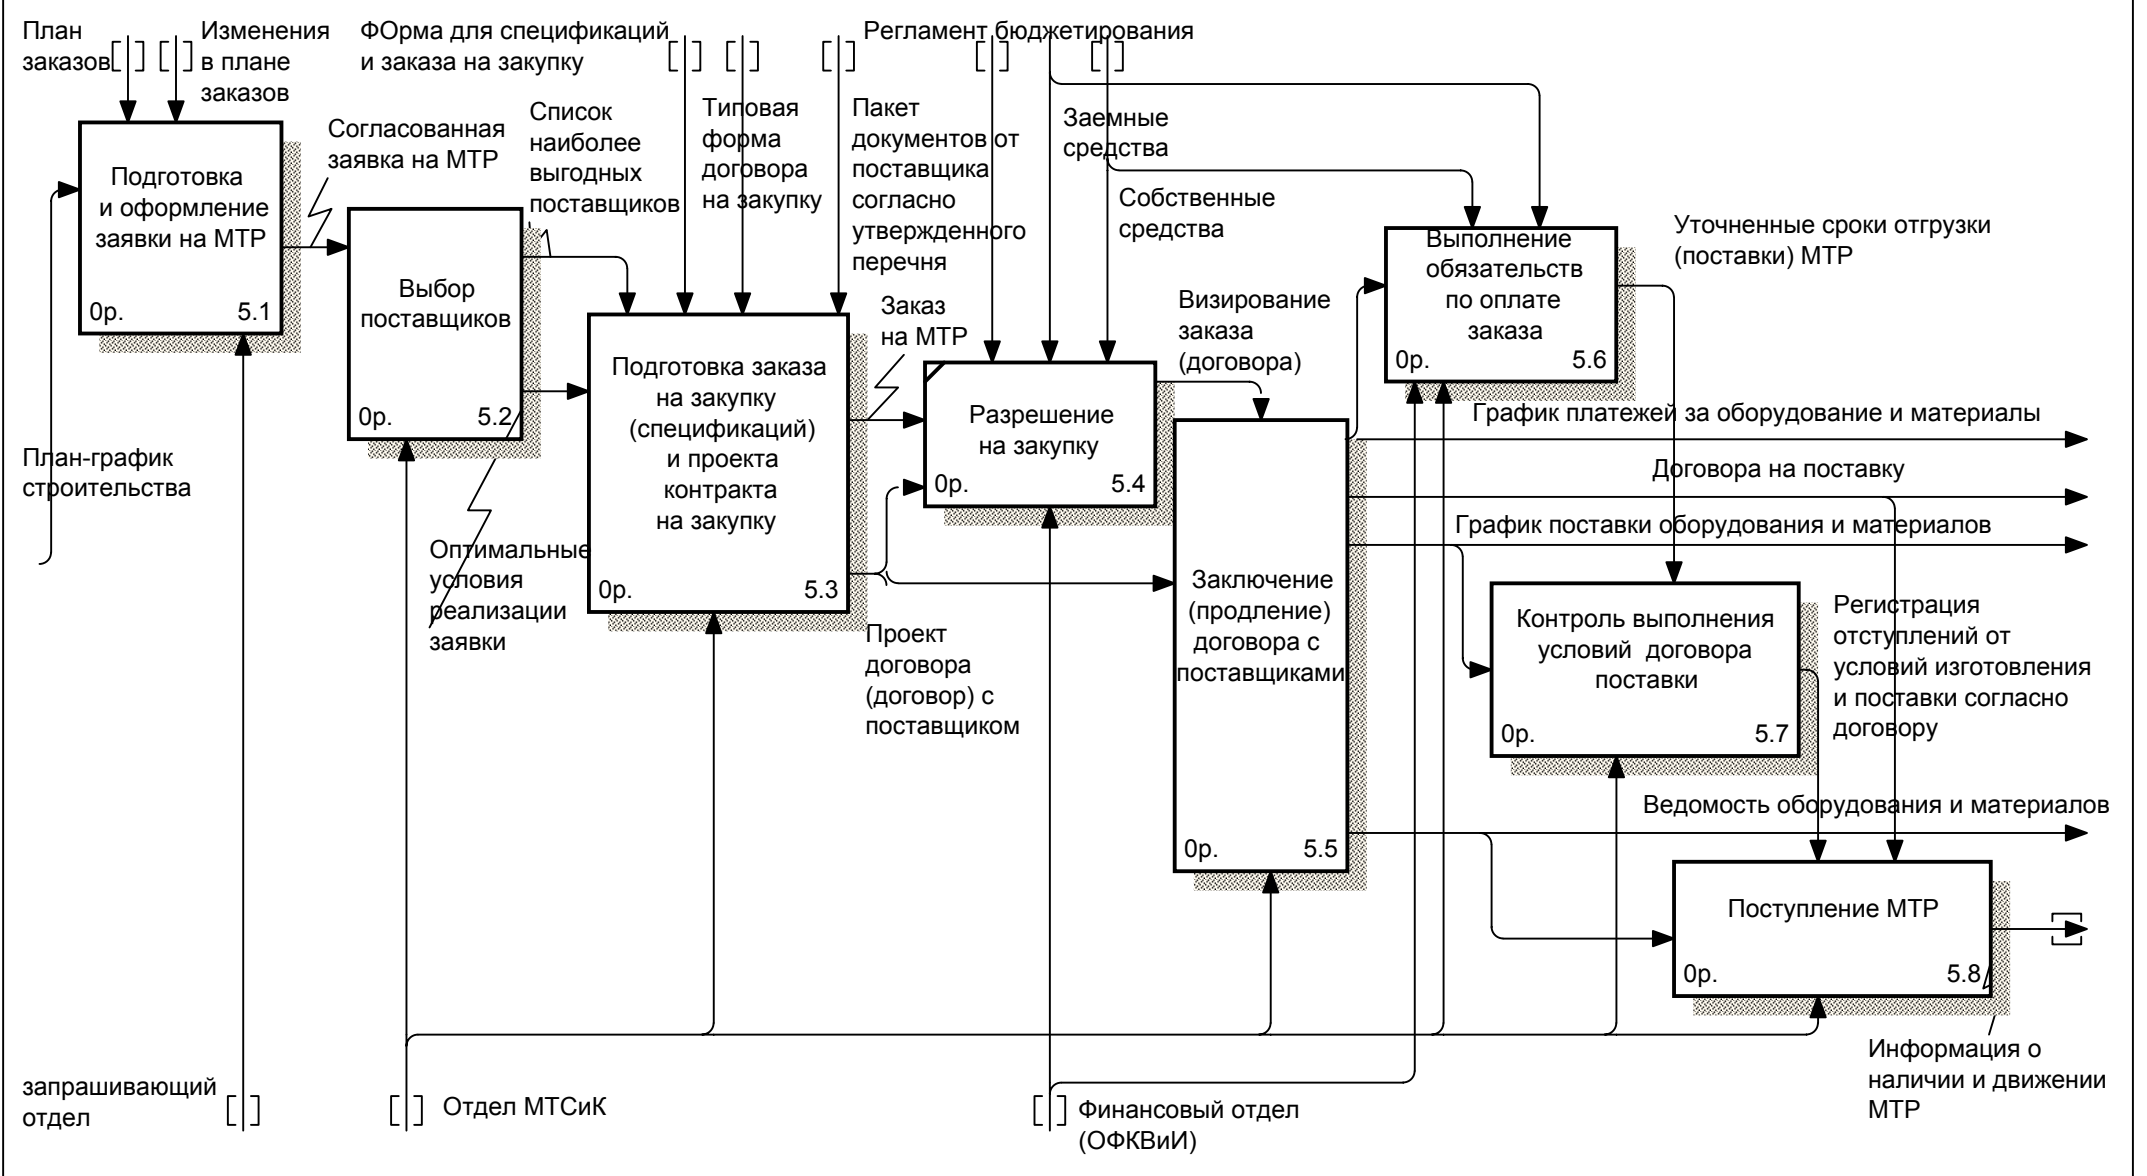 План
заказов
Изменения
в плане
заказов
ФОрма для спецификаций
и заказа на закупку
Регламент бюджетирования
Согласованная
заявка на МТР
Список
наиболее
выгодных
поставщиков
Типовая
форма
договора
на закупку
Пакет
документов от
поставщика
согласно
утвержденного
перечня
Заемные
средства
Собственные
средства
Подготовка
и оформление
заявки на МТР
0р. 5.1
Выбор
поставщиков
0р. 5.2
Подготовка заказа
на закупку
(спецификаций)
и проекта
контракта
на закупку
0р. 5.3
Заказ
на МТР
Разрешение
на закупку
0р. 5.4
Визирование
заказа
(договора)
Выполнение
обязательств
по оплате
заказа
0р. 5.6
Уточненные сроки отгрузки
(поставки) МТР
График платежей за оборудование и материалы
Договора на поставку
График поставки оборудования и материалов
План-график
строительства
Оптимальные
условия
реализации
заявки
Проект
договора
(договор) с
поставщиком
Заключение
(продление)
договора с
поставщиками
0р. 5.5
Контроль выполнения
условий договора
поставки
0р. 5.7
Регистрация
отступлений от
условий изготовления
и поставки согласно
договору
Ведомость оборудования и материалов
Поступление МТР
0р. 5.8
Информация о
наличии и движении
МТР
запрашивающий
отдел
Отдел МТСиК
Финансовый отдел
(ОФКВиИ)